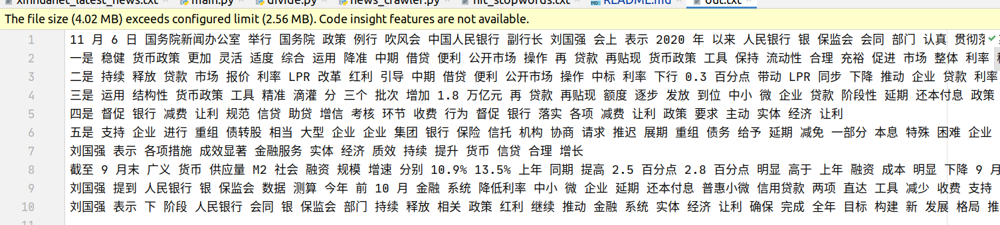 xinhuanet_latest_news.txt main.py divide.py news_crawler.py hit_stopwords.txt README.md out.txt
The file size (4.02 MB) exceeds configured limit (2.56 MB). Code insight features are not available.
1 11 月 6 日 国务院新闻办公室 举行 国务院 政策 例行 吹风会 中国人民银行 副行长 刘国强 会上 表示 2020 年 以来 人民银行 银 保监会 会同 部门 认真 贯彻落
2 一是 稳健 货币政策 更加 灵活 适度 综合 运用 降准 中期 借贷 便利 公开市场 操作 再 贷款 再贴现 货币政策 工具 保持 流动性 合理 充裕 促进 市场 整体 利率
3 二是 持续 释放 贷款 市场 报价 利率 LPR 改革 红利 引导 中期 借贷 便利 公开市场 操作 中标 利率 下行 0.3 百分点 带动 LPR 同步 下降 推动 企业 贷款 利率
4 三是 运用 结构性 货币政策 工具 精准 滴灌 分 三个 批次 增加 1.8 万亿元 再 贷款 再贴现 额度 逐步 发放 到位 中小 微 企业 贷款 阶段性 延期 还本付息 政策
5 四是 督促 银行 减费 让利 规范 信贷 助贷 增信 考核 环节 收费 行为 督促 银行 落实 各项 减费 让利 政策 要求 主动 实体 经济 让利
6 五是 支持 企业 进行 重组 债转股 相当 大型 企业 企业 集团 银行 保险 信托 机构 协商 请求 推迟 展期 重组 债务 给予 延期 减免 一部分 本息 特殊 困难 企业
7 刘国强 表示 各项措施 成效显著 金融服务 实体 经济 质效 持续 提升 货币 信贷 合理 增长
8 截至 9 月末 广义 货币 供应量 M2 社会 融资 规模 增速 分别 10.9% 13.5% 上年 同期 提高 2.5 百分点 2.8 百分点 明显 高于 上年 融资 成本 明显 下降 9 月
9 刘国强 提到 人民银行 银 保监会 数据 测算 今年 前 10 月 金融 系统 降低利率 中小 微 企业 延期 还本付息 普惠小微 信用贷款 两项 直达 工具 减少 收费 支持
10 刘国强 表示 下 阶段 人民银行 会同 银 保监会 部门 持续 释放 相关 政策 红利 继续 推动 金融 系统 实体 经济 让利 确保 完成 全年 目标 构建 新 发展 格局 推
11